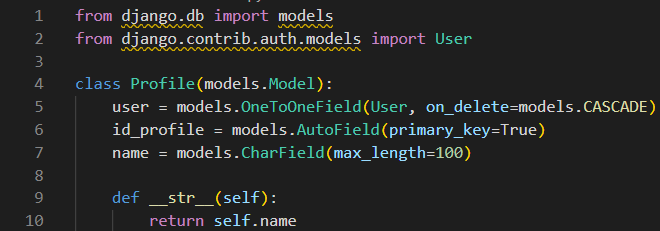 1 from django.db import models
2 from django.contrib.auth.models import User
3
4 class Profile(models.Model):
5     user = models.OneToOneField(User, on_delete=models.CASCADE)
6     id_profile = models.AutoField(primary_key=True)
7     name = models.CharField(max_length=100)
8
9     def __str__(self):
10         return self.name